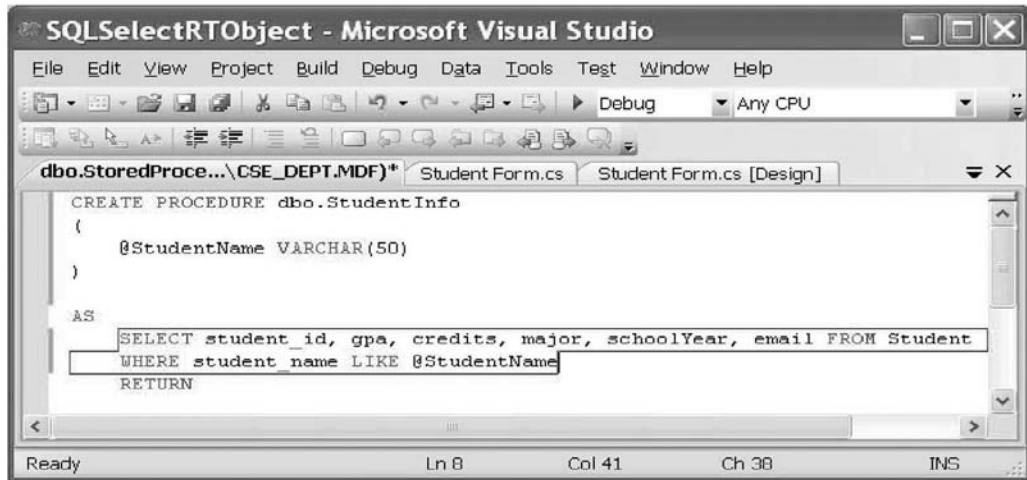 SQLSelectRTObject - Microsoft Visual Studio
File Edit View Project Build Debug Data Tools Test Window Help
Debug Any CPU
dbo.StoredProce...\CSE_DEPT.MDF)* Student Form.cs Student Form.cs [Design]
CREATE PROCEDURE dbo.StudentInfo
(
@StudentName VARCHAR(50)
)
AS
SELECT student_id, gpa, credits, major, schoolYear, email FROM Student
WHERE student_name LIKE @StudentName
RETURN
Ready Ln 8 Col 41 Ch 38 INS